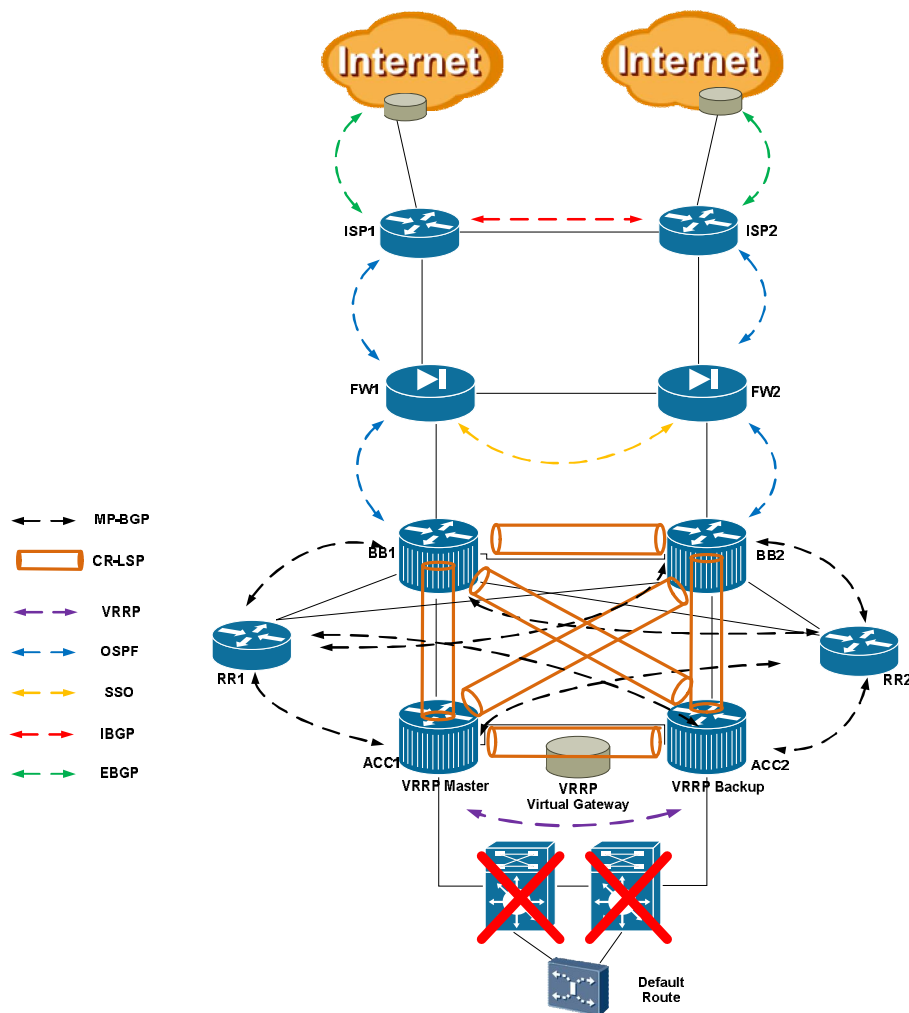 Internet
Internet
ISP1
ISP2
FW1
FW2
MP-BGP
BB1
BB2
CR-LSP
VRRP
RR1
RR2
OSPF
SSO
IBGP
ACC1
ACC2
EBGP
VRRP Master
VRRP
Virtual Gateway
VRRP Backup
Default
Route